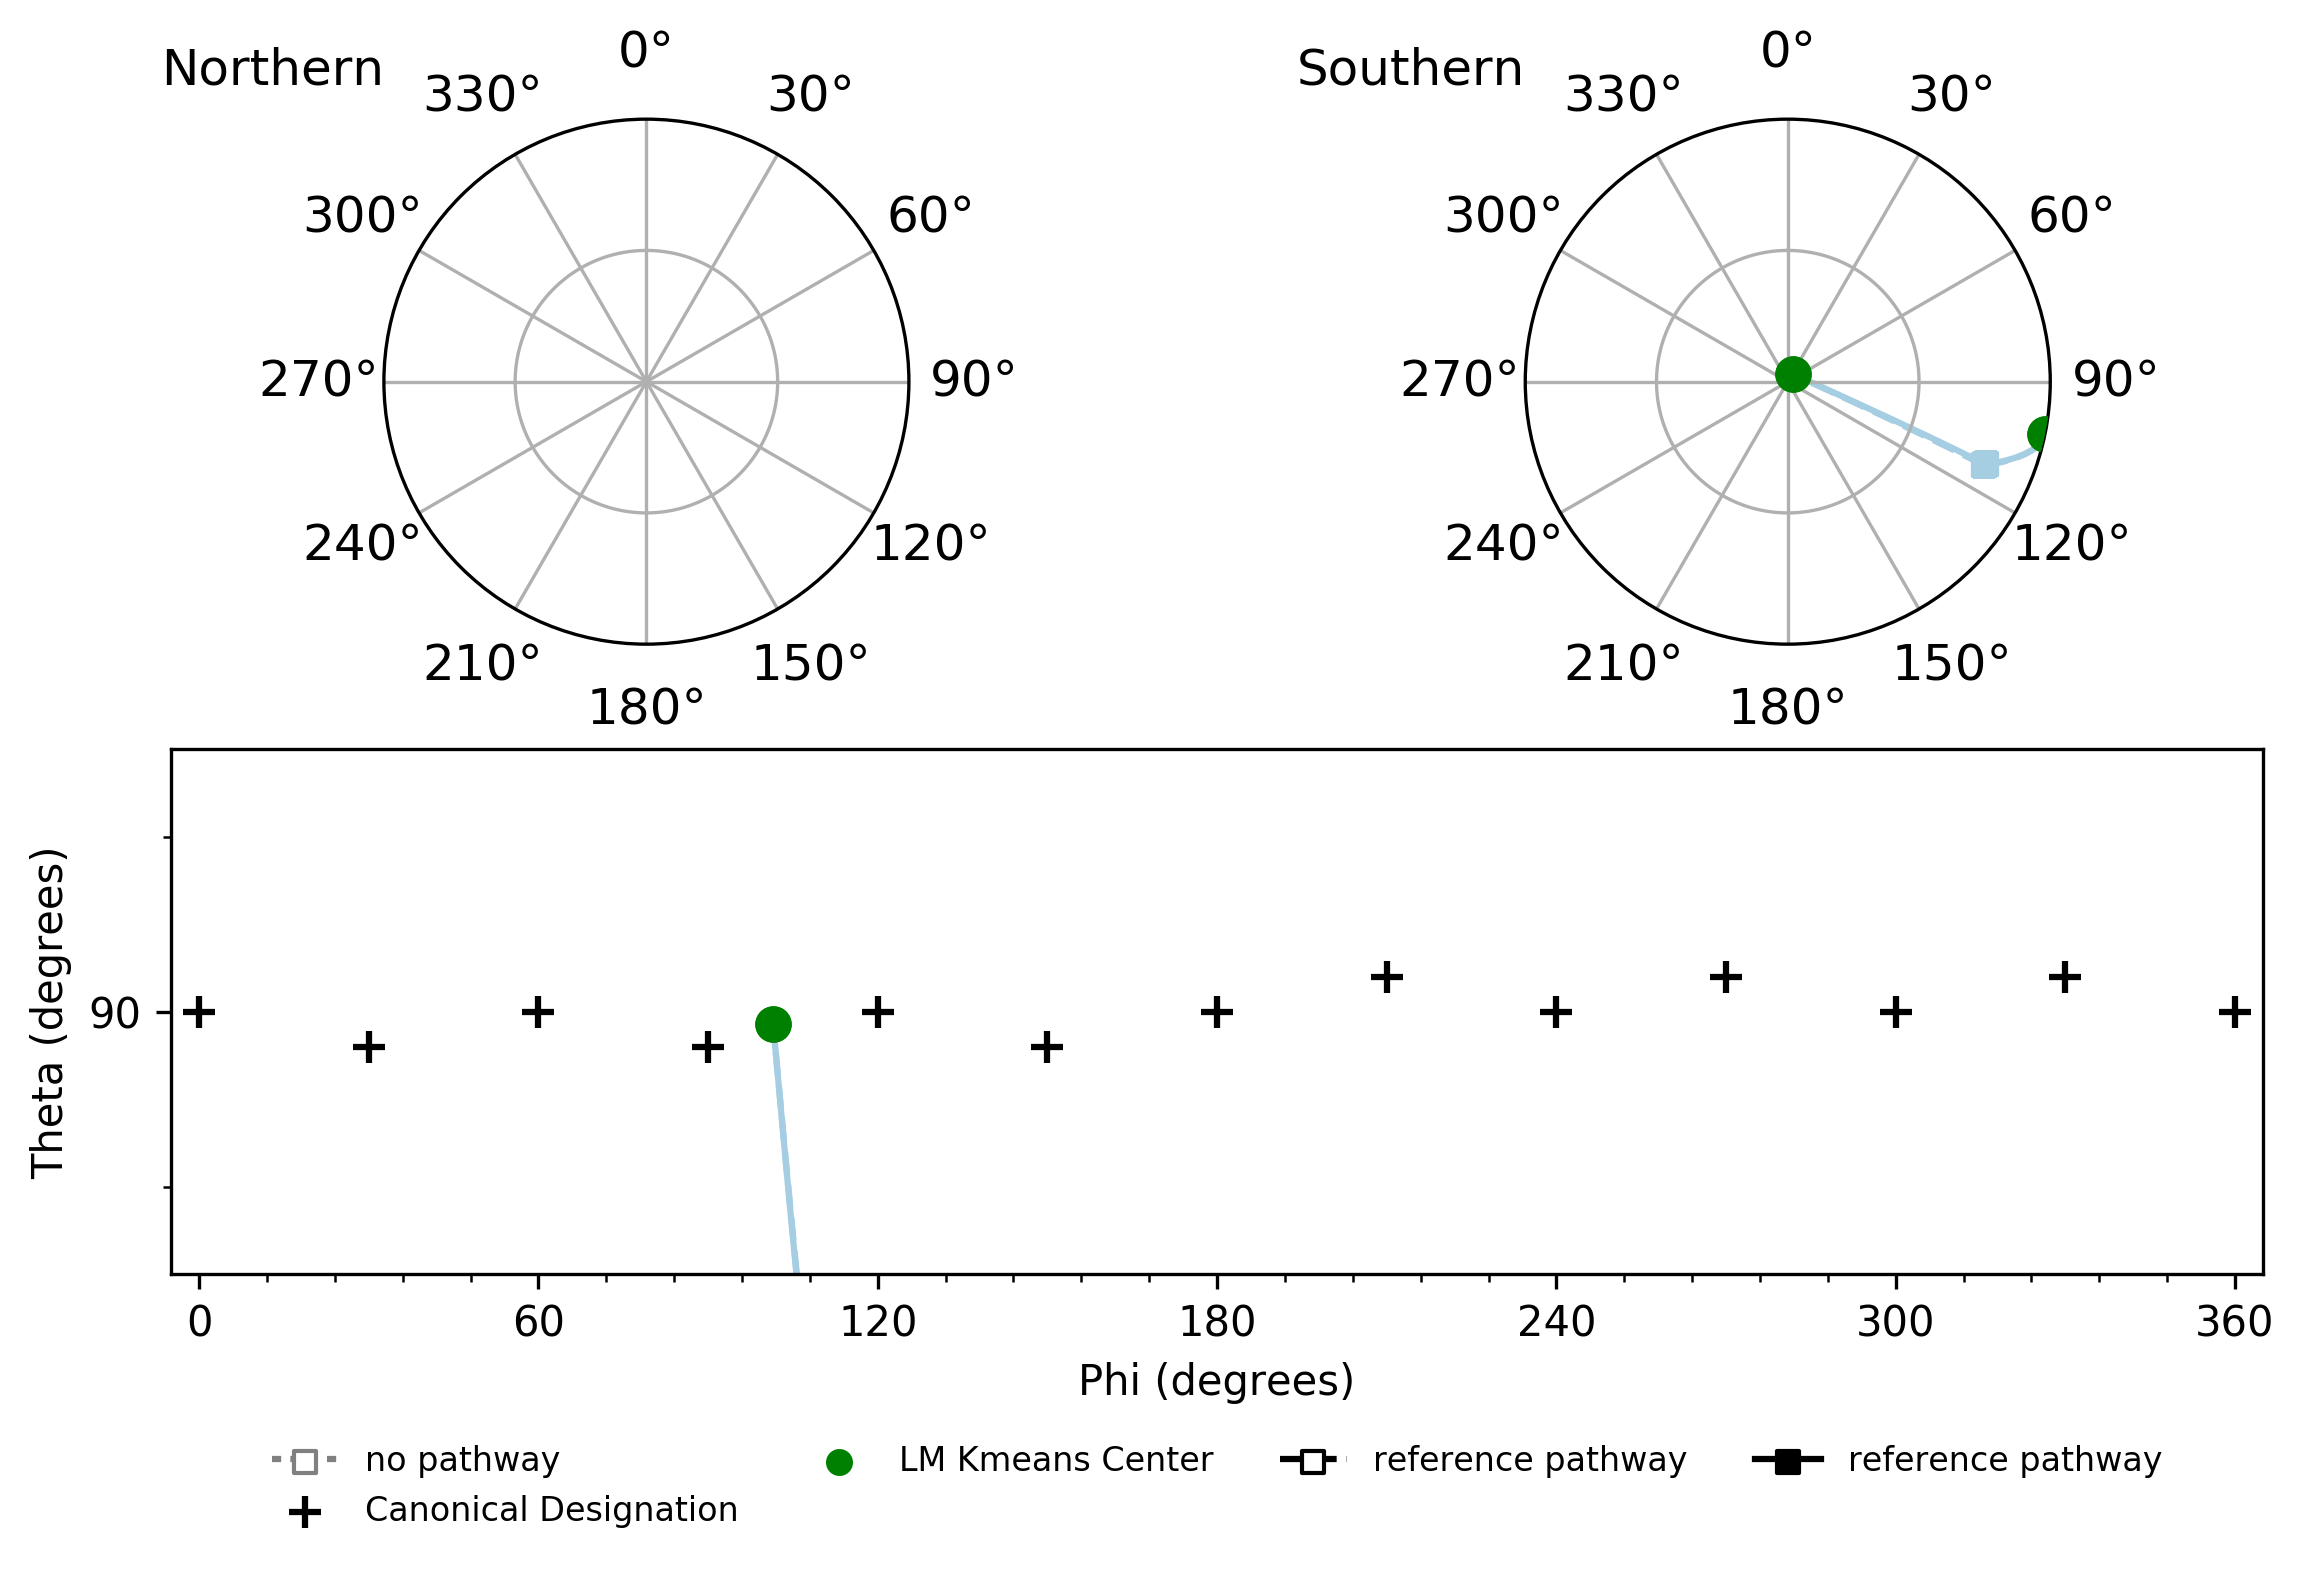 Northern
0°
30°
60°
90°
120°
150°
180°
210°
240°
270°
300°
330°
Southern
0°
30°
60°
90°
120°
150°
180°
210°
240°
270°
300°
330°
Theta (degrees)
90
0 60 120 180 240 300 360
Phi (degrees)
no pathway
Canonical Designation
LM Kmeans Center
reference pathway
reference pathway